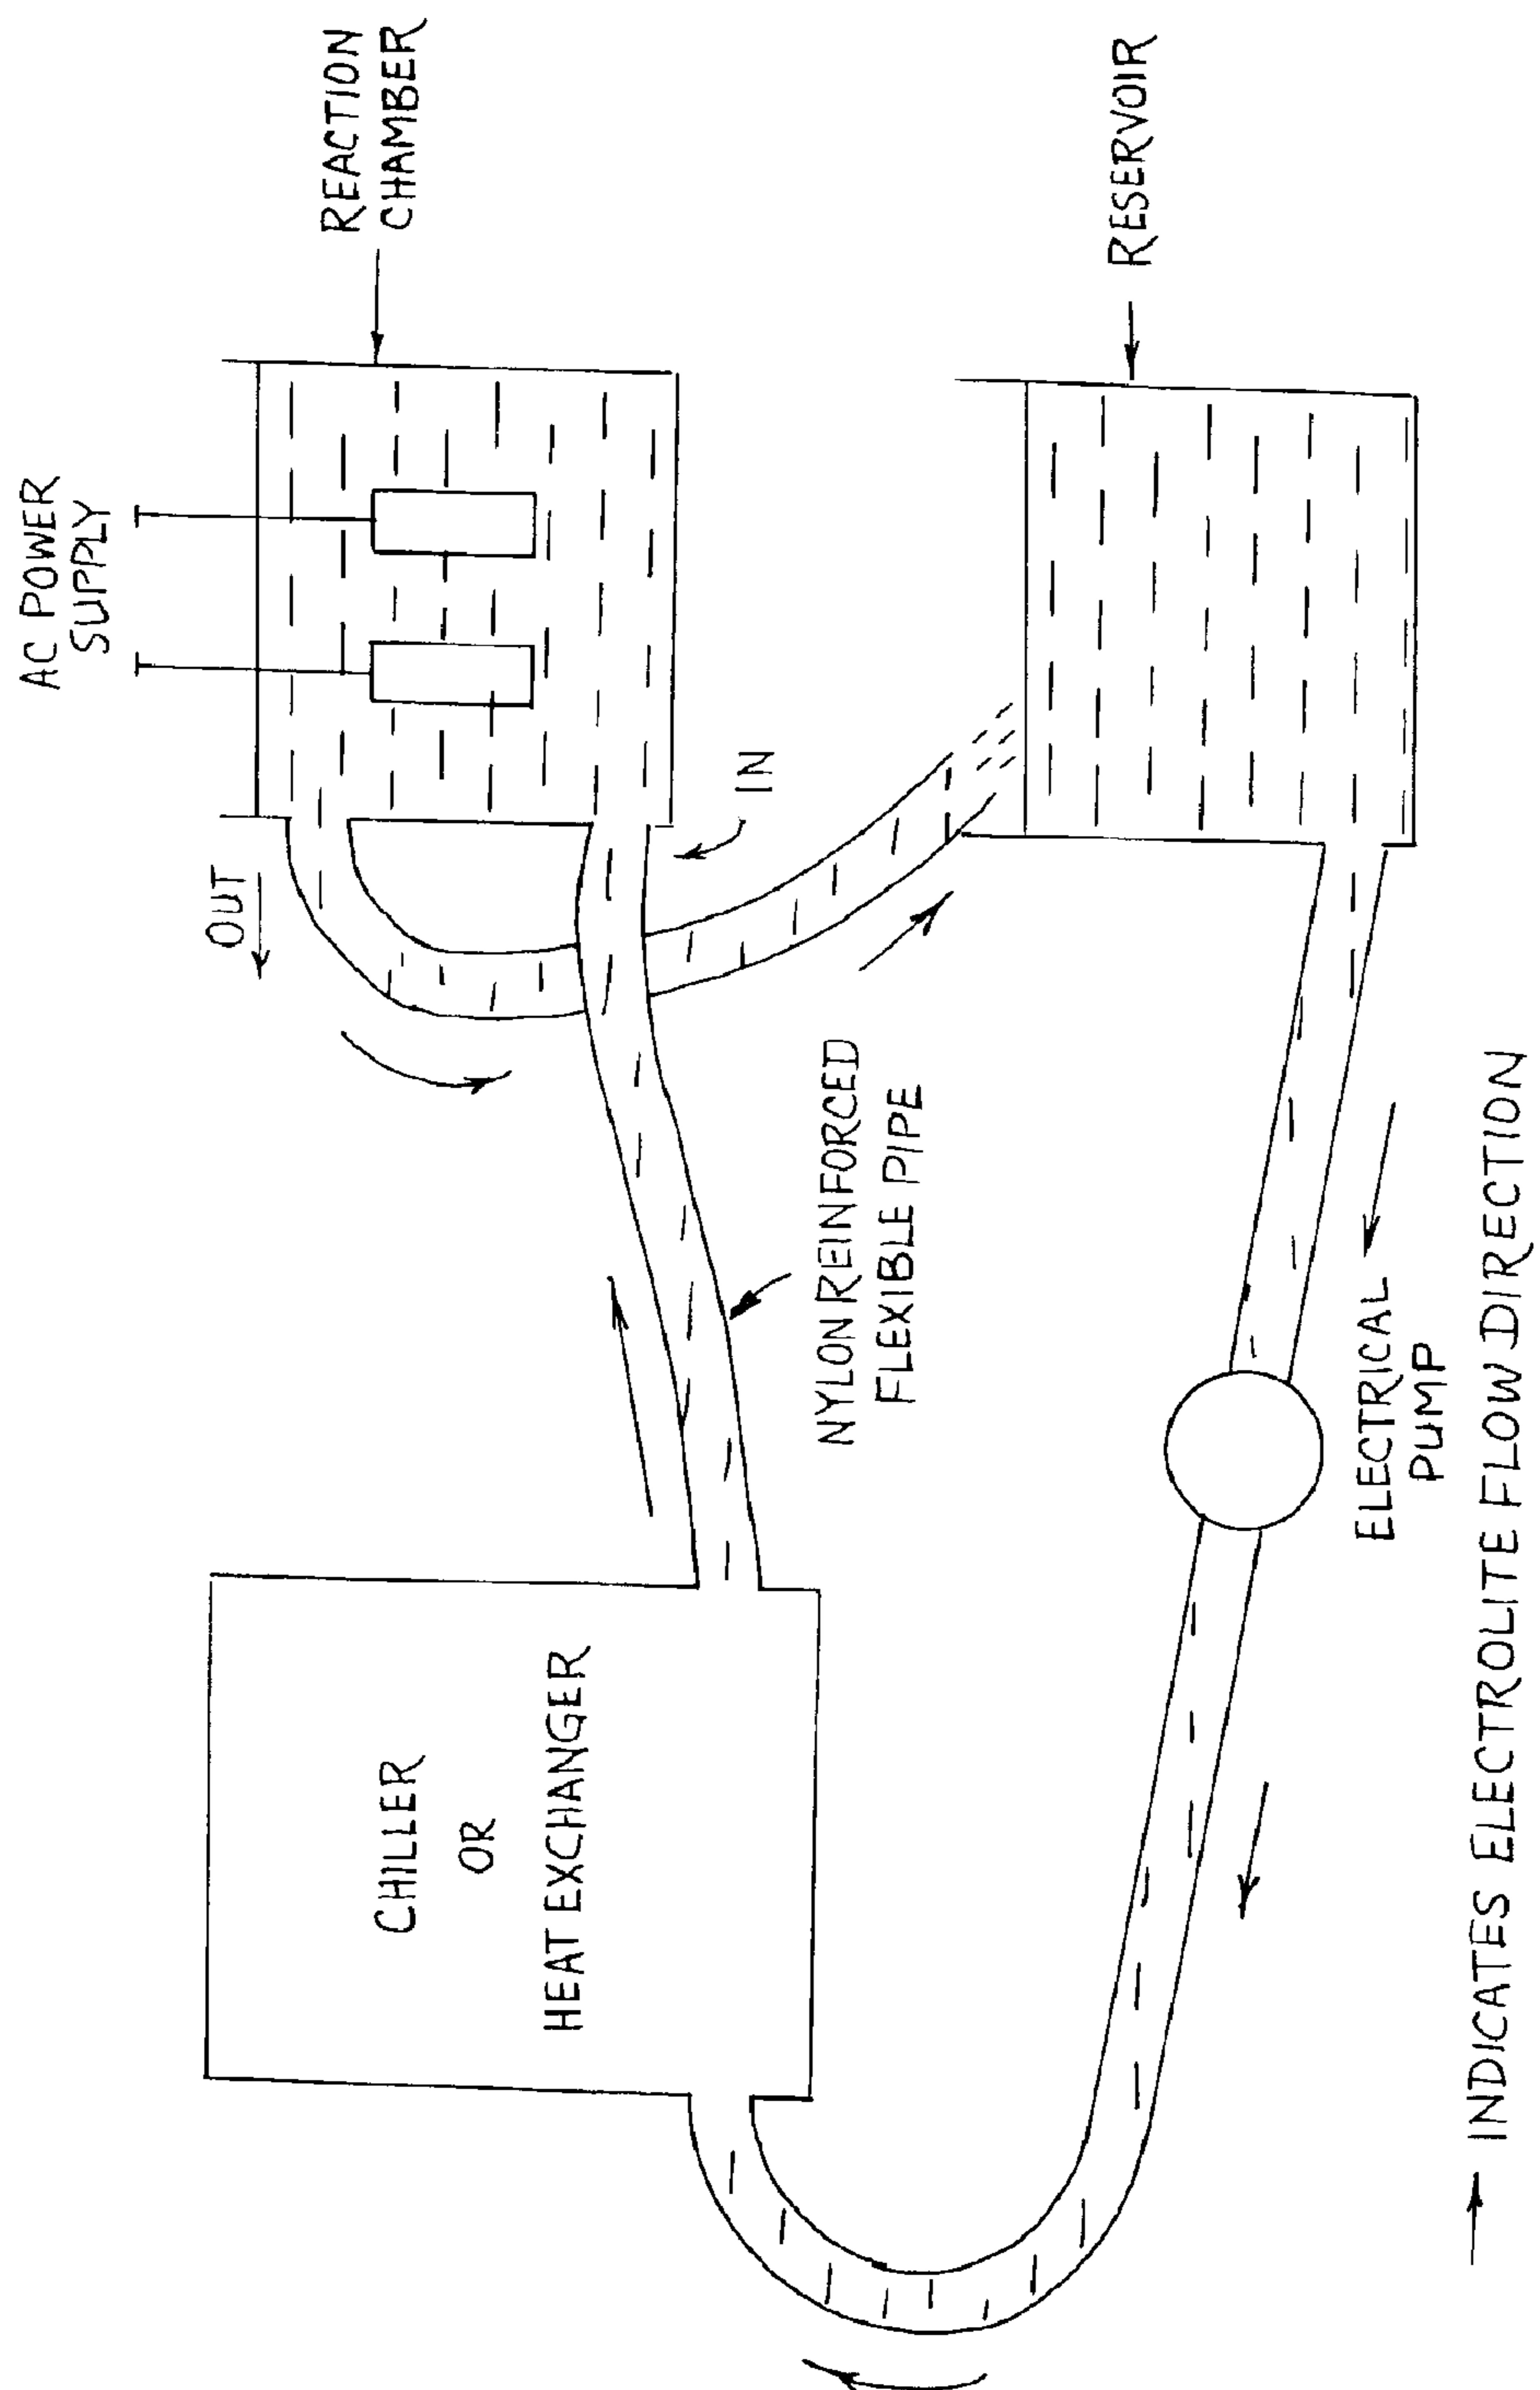 AC POWER
SUPPLY
REACTION
CHAMBER
OUT
IN
RESERVOIR
NYLON REINFORCED
FLEXIBLE PIPE
CHILLER
OR
HEAT EXCHANGER
ELECTRICAL
PUMP
INDICATES ELECTROLITE FLOW DIRECTION